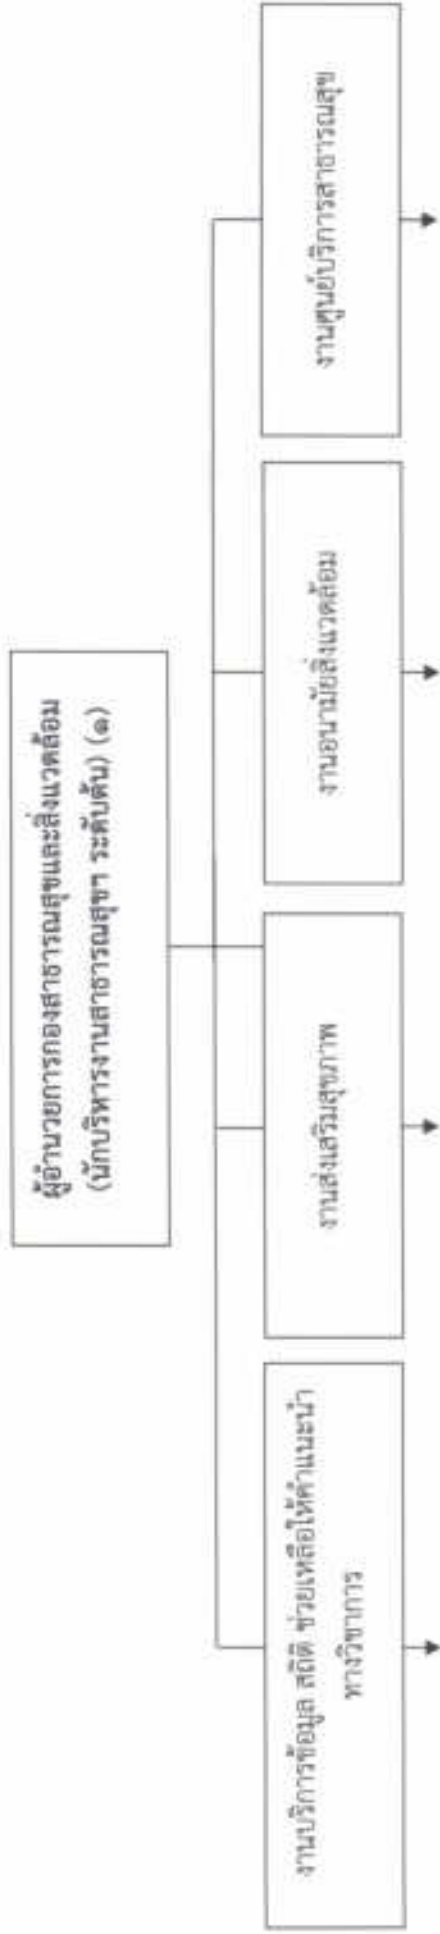 ผู้อำนวยการกองสาธารณสุขและสิ่งแวดล้อม
(นักบริหารงานสาธารณสุขฯ ระดับต้น) (๑)
งานบริการข้อมูล สถิติ ช่วยเหลือให้คำแนะนำ
ทางวิชาการ
งานส่งเสริมสุขภาพ
งานอนามัยสิ่งแวดล้อม
งานศูนย์บริการสาธารณสุข